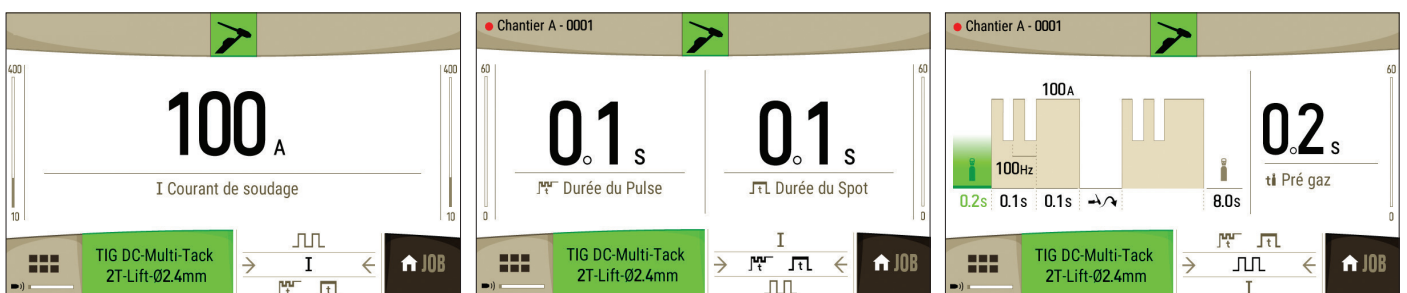 400
400
100 A
I Courant de soudage
10
10
TIG DC-Multi-Tack
2T-Lift-Ø2.4mm
I
t
t
JOB
Chantier A - 0001
60
60
0.1 s
0.1 s
Durée du Pulse
Durée du Spot
0
0
TIG DC-Multi-Tack
2T-Lift-Ø2.4mm
I
t
t
JOB
Chantier A - 0001
60
100A
0.2 s
100Hz
t Pré gaz
0.2s
0.1s
0.1s
8.0s
0
TIG DC-Multi-Tack
2T-Lift-Ø2.4mm
t
t
I
JOB